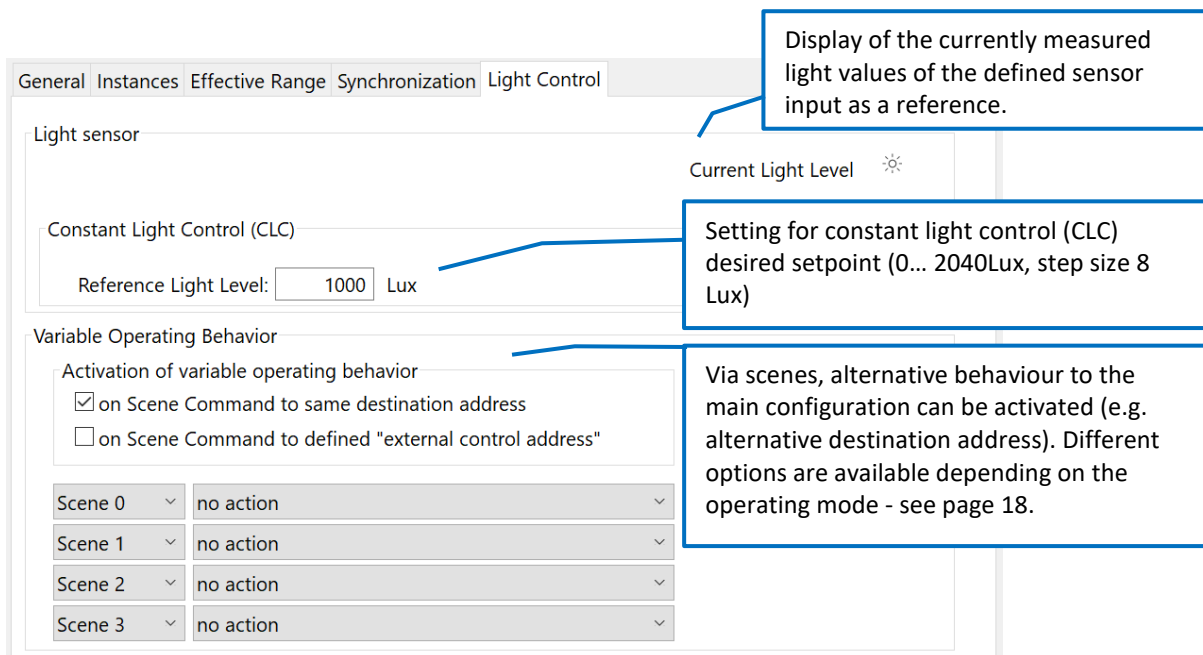 Display of the currently measured
light values of the defined sensor
input as a reference.
General Instances Effective Range Synchronization Light Control
Light sensor
Current Light Level
Constant Light Control (CLC)
Reference Light Level: 1000 Lux
Setting for constant light control (CLC)
desired setpoint (0... 2040Lux, step size 8
Lux)
Variable Operating Behavior
Activation of variable operating behavior
on Scene Command to same destination address
on Scene Command to defined "external control address"
Via scenes, alternative behaviour to the
main configuration can be activated (e.g.
alternative destination address). Different
options are available depending on the
operating mode - see page 18.
Scene 0 no action
Scene 1 no action
Scene 2 no action
Scene 3 no action